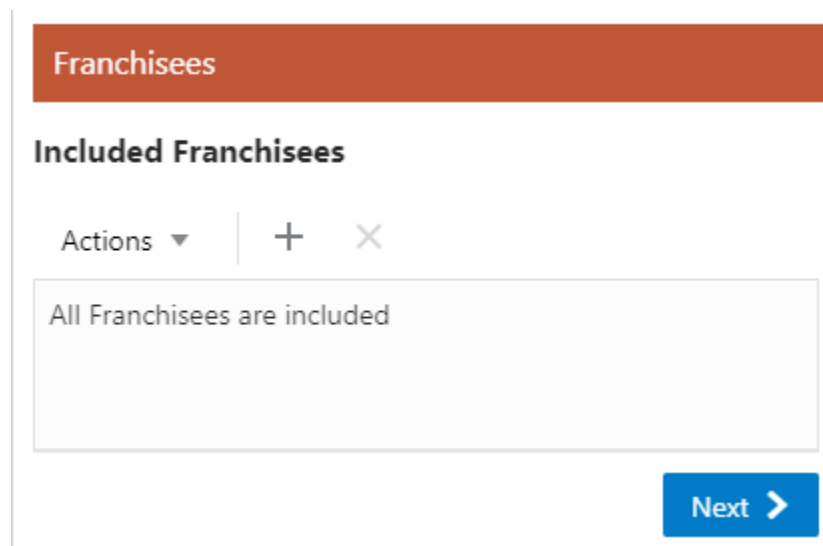 Franchisees
Included Franchisees
Actions
All Franchisees are included
Next